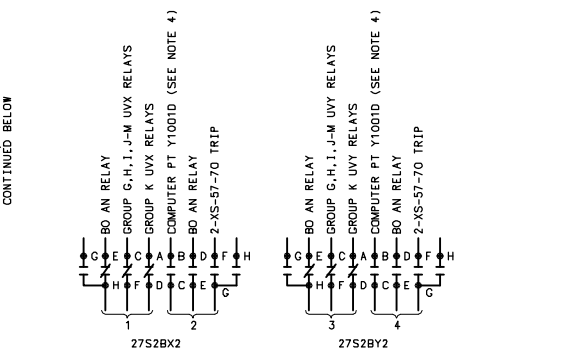 CONTINUED BELOW
BO AN RELAY
GROUP G,H,I,J-M UVX RELAYS
GROUP K UVX RELAYS
COMPUTER PT Y1001D (SEE NOTE 4)
BO AN RELAY
2-XS-57-70 TRIP
BO AN RELAY
GROUP G,H,I,J-M UVY RELAYS
GROUP K UVY RELAYS
COMPUTER PT Y1001D (SEE NOTE 4)
BO AN RELAY
2-XS-57-70 TRIP
G E C A B D F H
G E C A B D F H
H F D C E G
H F D C E G
1 2
3 4
27S2BX2
27S2BY2